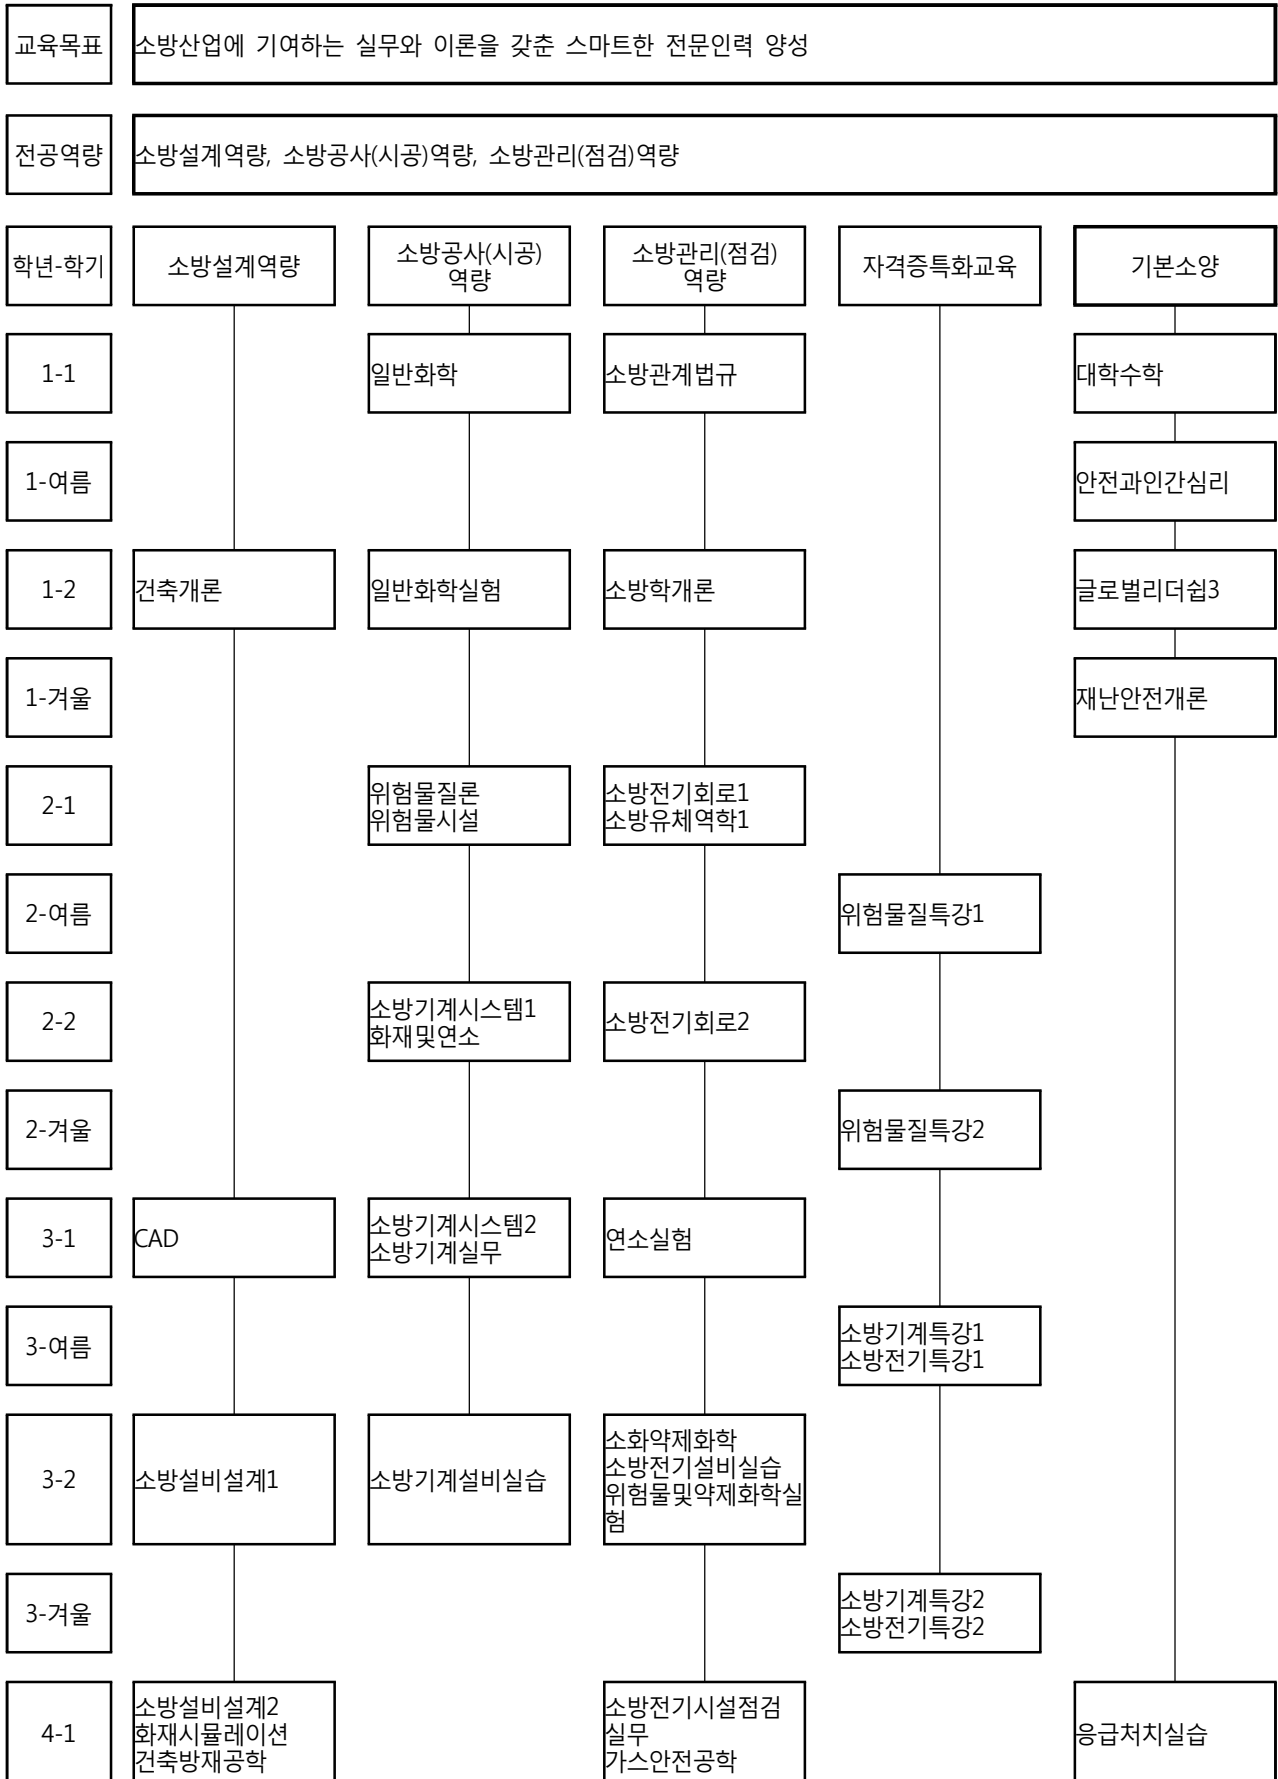 교육목표
소방산업에 기여하는 실무와 이론을 갖춘 스마트한 전문인력 양성
전공역량
소방설계역량, 소방공사(시공)역량, 소방관리(점검)역량
학년-학기
소방설계역량
소방공사(시공)
역량
소방관리(점검)
역량
자격증특화교육
기본소양
1-1
일반화학
소방관계법규
대학수학
1-여름
안전과인간심리
1-2
건축개론
일반화학실험
소방학개론
글로벌리더쉽3
1-겨울
재난안전개론
2-1
위험물질론
위험물시설
소방전기회로1
소방유체역학1
2-여름
위험물질특강1
2-2
소방기계시스템1
화재및연소
소방전기회로2
2-겨울
위험물질특강2
3-1
CAD
소방기계시스템2
소방기계실무
연소실험
3-여름
소방기계특강1
소방전기특강1
3-2
소방설비설계1
소방기계설비실습
소화약제화학
소방전기설비실습
위험물및약제화학실
험
3-겨울
소방기계특강2
소방전기특강2
4-1
소방설비설계2
화재시뮬레이션
건축방재공학
소방전기시설점검
실무
가스안전공학
응급처치실습